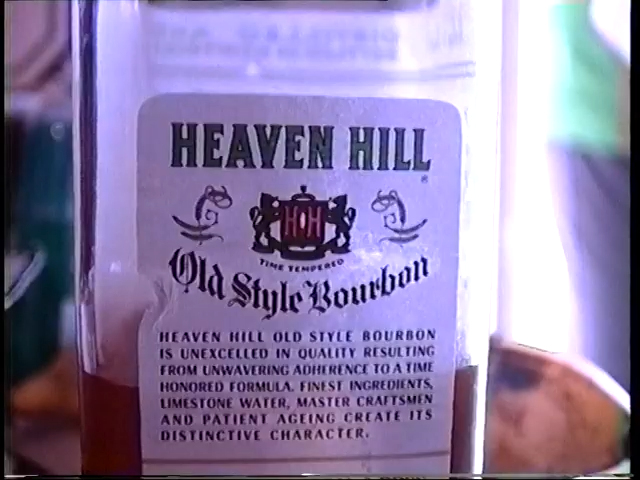 HEAVEN HILL
®
H H
TIME TEMPERED
Old Style Bourbon
HEAVEN HILL OLD STYLE BOURBON
IS UNEXCELLED IN QUALITY RESULTING
FROM UNWAVERING ADHERENCE TO A TIME
HONORED FORMULA. FINEST INGREDIENTS,
LIMESTONE WATER, MASTER CRAFTSMEN
AND PATIENT AGEING CREATE ITS
DISTINCTIVE CHARACTER.